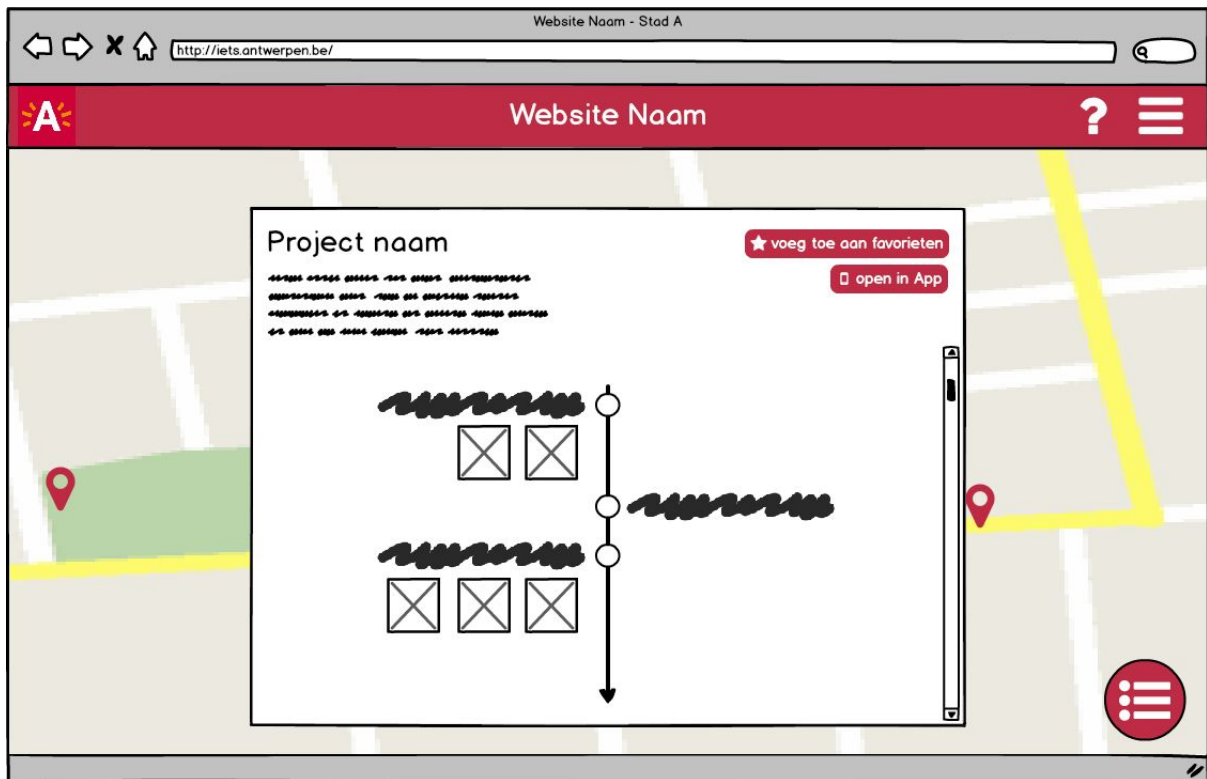 Website Naam - Stad A
http://iets.antwerpen.be/
A
Website Naam
?
Project naam
voeg toe aan favorieten
open in App